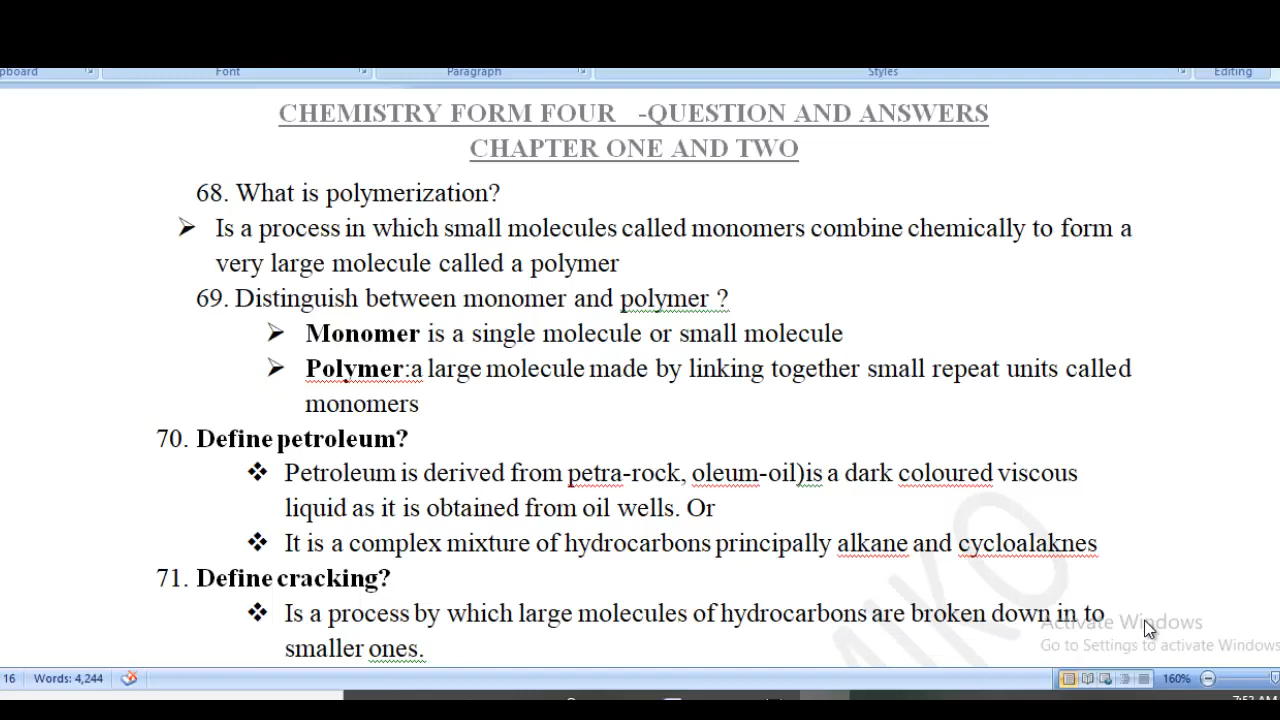 pboard Font Paragraph Styles Editing
CHEMISTRY FORM FOUR -QUESTION AND ANSWERS
CHAPTER ONE AND TWO
68. What is polymerization?
➢ Is a process in which small molecules called monomers combine chemically to form a
very large molecule called a polymer
69. Distinguish between monomer and polymer ?
➢ Monomer is a single molecule or small molecule
➢ Polymer:a large molecule made by linking together small repeat units called
monomers
70. Define petroleum?
❖ Petroleum is derived from petra-rock, oleum-oil)is a dark coloured viscous
liquid as it is obtained from oil wells. Or
❖ It is a complex mixture of hydrocarbons principally alkane and cycloalaknes
71. Define cracking?
❖ Is a process by which large molecules of hydrocarbons are broken down in to
smaller ones.
Activate Windows
Go to Settings to activate Windows
16 Words: 4,244 160%